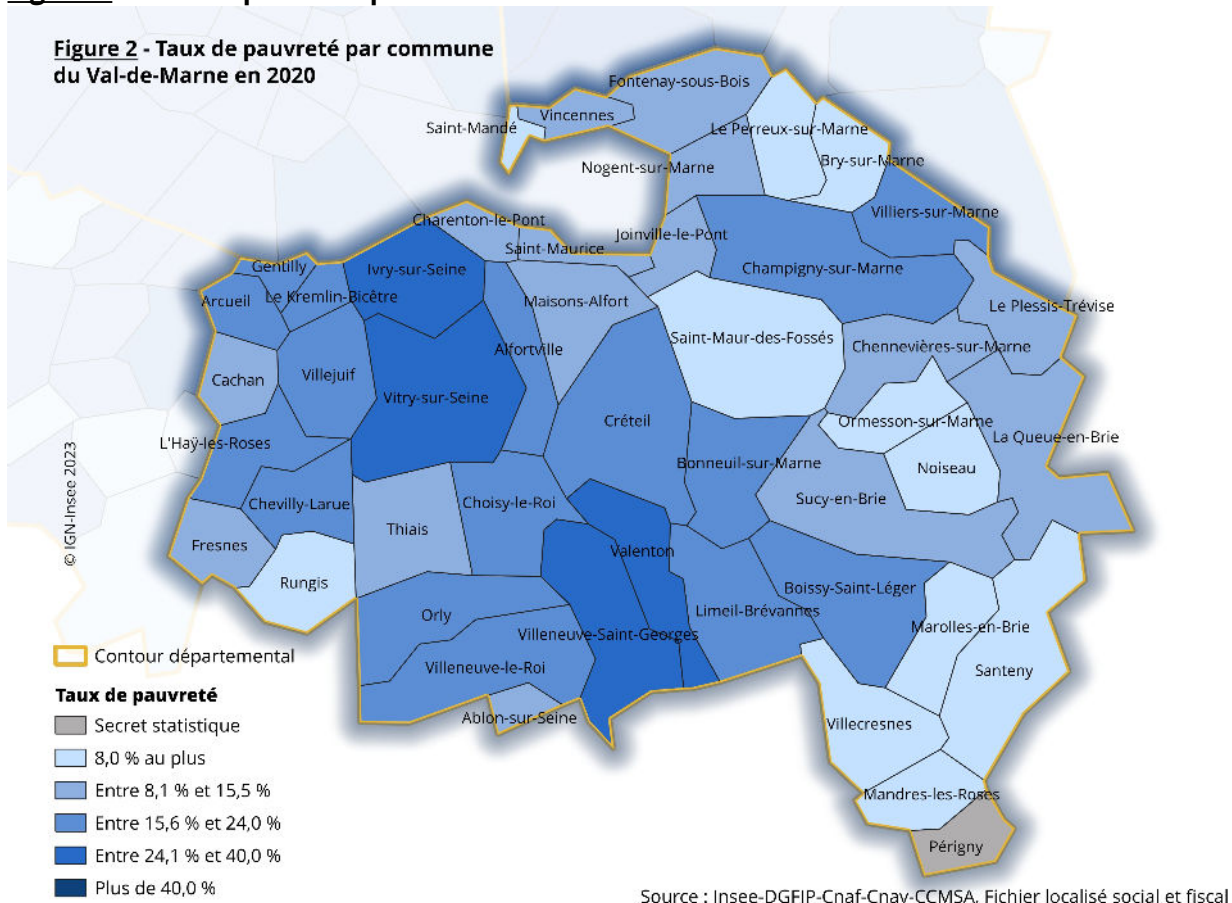 Figure 2 - Taux de pauvreté par commune
du Val-de-Marne en 2020
Fontenay-sous-Bois
Vincennes
Saint-Mandé
Le Perreux-sur-Marne
Bry-sur-Marne
Nogent-sur-Marne
Villiers-sur-Marne
Charenton-le-Pont
Joinville-le-Pont
Saint-Maurice
Gentilly
Ivry-sur-Seine
Champigny-sur-Marne
Arcueil
Le Kremlin-Bicêtre
Maisons-Alfort
Le Plessis-Trévise
Saint-Maur-des-Fossés
Chennevières-sur-Marne
Alfortville
Cachan
Villejuif
Vitry-sur-Seine
Créteil
Ormesson-sur-Marne
La Queue-en-Brie
L'Haÿ-les-Roses
Bonneuil-sur-Marne
Noiseau
Chevilly-Larue
Choisy-le-Roi
Sucy-en-Brie
Thiais
Fresnes
Valenton
Rungis
Boissy-Saint-Léger
Orly
Limeil-Brévannes
Villeneuve-Saint-Georges
Marolles-en-Brie
Villeneuve-le-Roi
Santeny
Ablon-sur-Seine
Villecresnes
Mandres-les-Roses
Périgny
© IGN-Insee 2023
Contour départemental
Taux de pauvreté
Secret statistique
8,0 % au plus
Entre 8,1 % et 15,5 %
Entre 15,6 % et 24,0 %
Entre 24,1 % et 40,0 %
Plus de 40,0 %
Source : Insee-DGFIP-Cnaf-Cnav-CCMSA. Fichier localisé social et fiscal